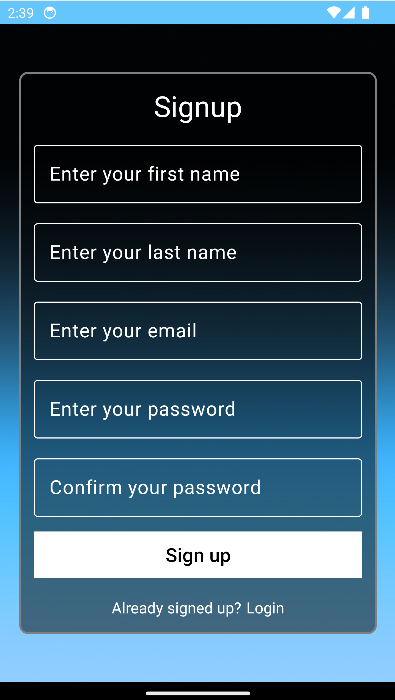 2:39
Signup
Enter your first name
Enter your last name
Enter your email
Enter your password
Confirm your password
Sign up
Already signed up? Login